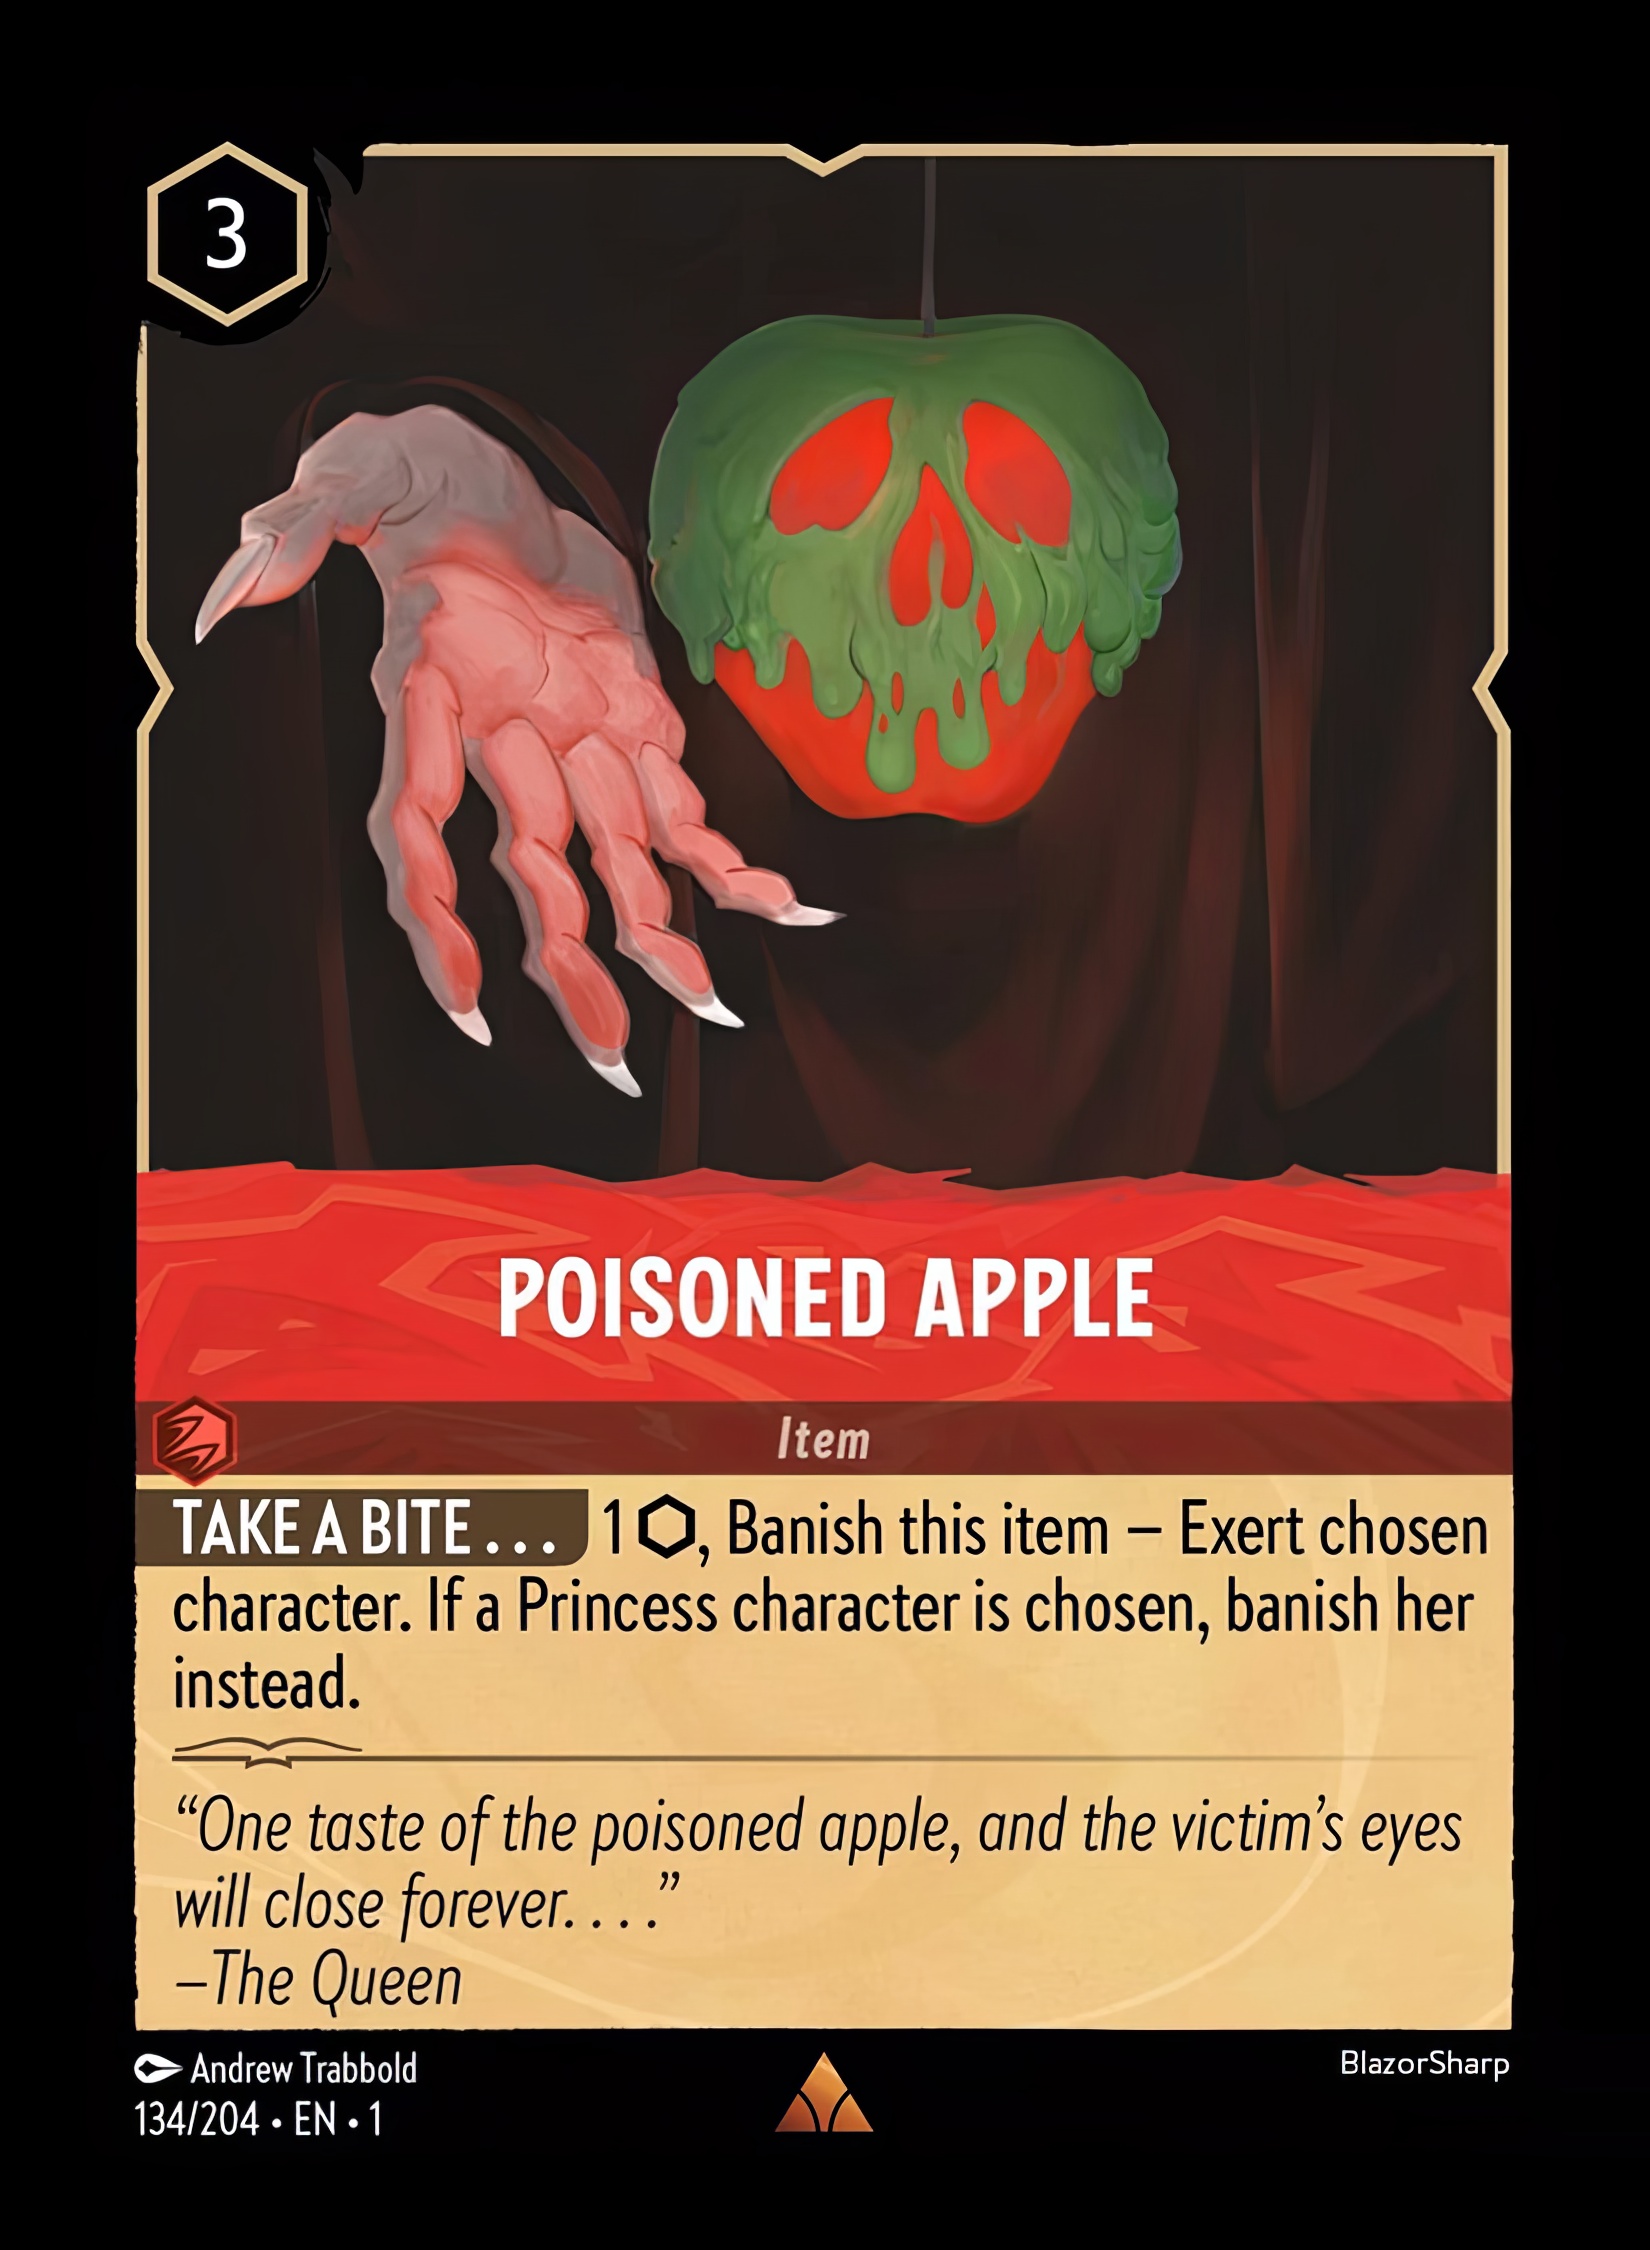 3
POISONED APPLE
Item
TAKE A BITE . . . 1 ⬡, Banish this item – Exert chosen
character. If a Princess character is chosen, banish her
instead.
“One taste of the poisoned apple, and the victim’s eyes
will close forever. . . .”
–The Queen
Andrew Trabbold
BlazorSharp
134/204 • EN • 1